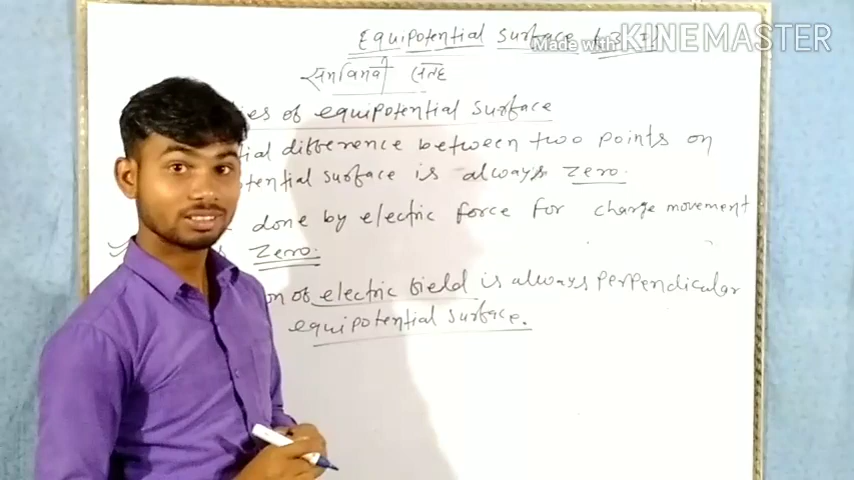 Equipotential Surface
Made with KINEMASTER
समविभवी सतह
ies of equipotential surface
tial difference between two points on
tential surface is always Zero.
done by electric force for charge movement
Zero.
on of electric field is always perpendicular
equipotential surface.